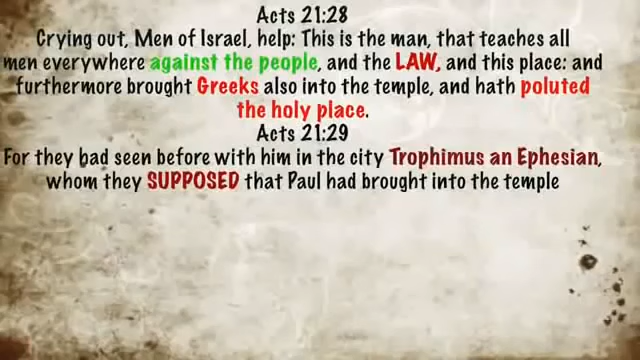 Acts 21:28
Crying out, Men of Israel, help: This is the man, that teaches all
men everywhere against the people, and the LAW, and this place: and
furthermore brought Greeks also into the temple, and hath poluted
the holy place.
Acts 21:29
For they had seen before with him in the city Trophimus an Ephesian,
whom they SUPPOSED that Paul had brought into the temple